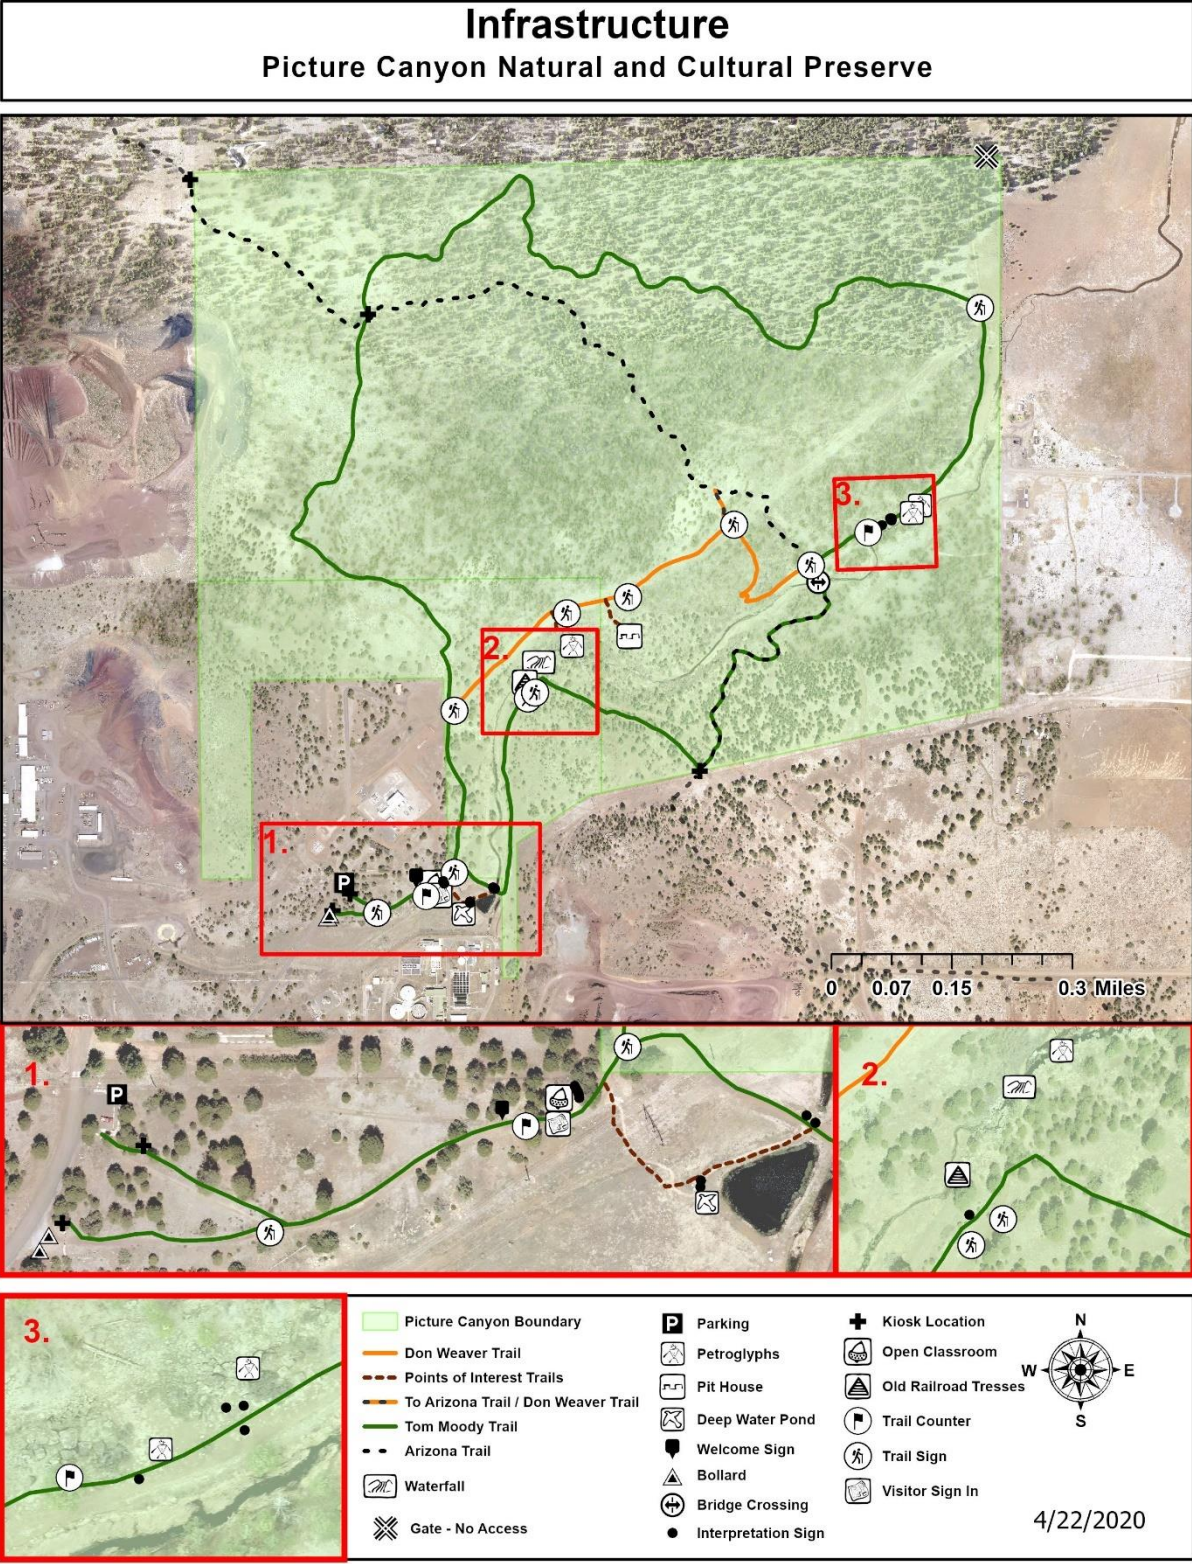 Infrastructure
Picture Canyon Natural and Cultural Preserve
3.
2.
1.
P
0 0.07 0.15 0.3 Miles
1.
P
2.
3.
Picture Canyon Boundary
Don Weaver Trail
Points of Interest Trails
To Arizona Trail / Don Weaver Trail
Tom Moody Trail
Arizona Trail
Waterfall
Gate - No Access
P Parking
Petroglyphs
Pit House
Deep Water Pond
Welcome Sign
Bollard
Bridge Crossing
Interpretation Sign
Kiosk Location
Open Classroom
Old Railroad Tresses
Trail Counter
Trail Sign
Visitor Sign In
N
W E
S
4/22/2020